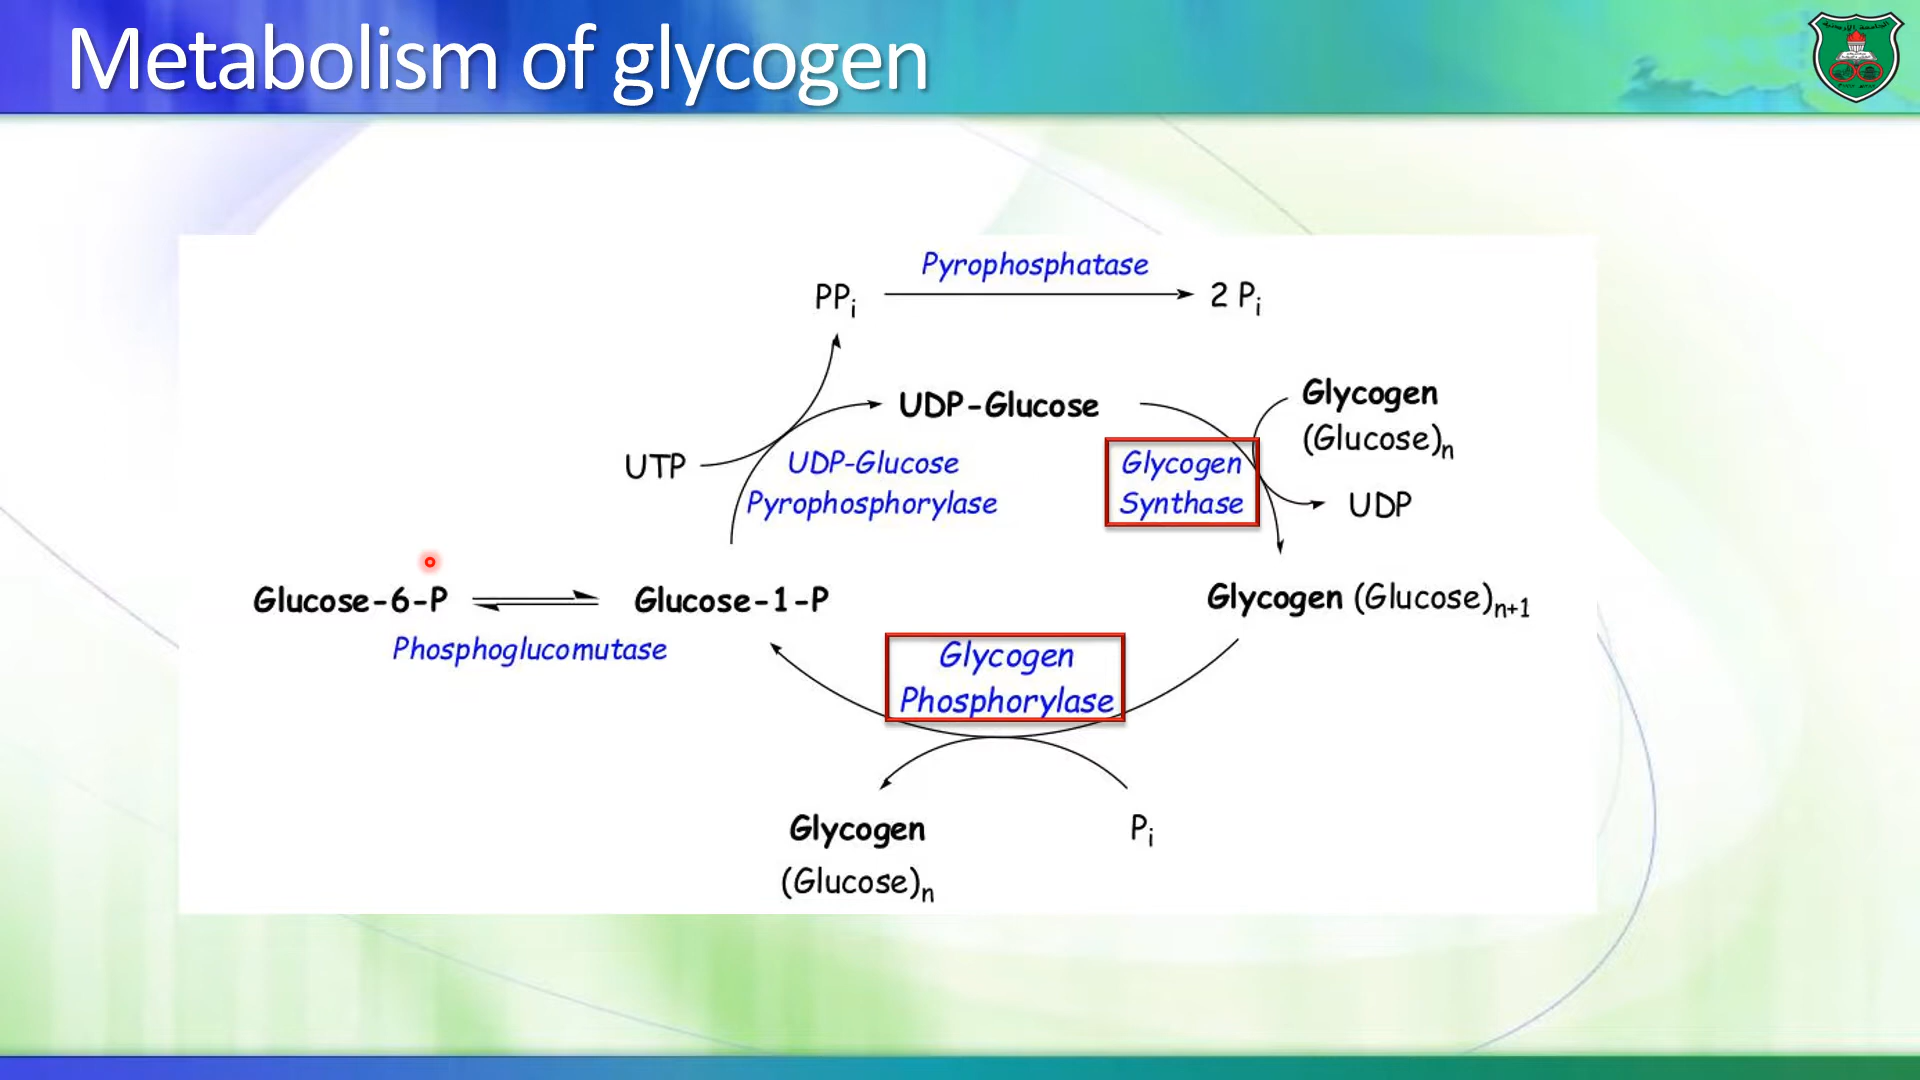 Metabolism of glycogen
Pyrophosphatase
PPi
2 Pi
UDP-Glucose
Glycogen
(Glucose)n
UTP
UDP-Glucose
Pyrophosphorylase
Glycogen
Synthase
UDP
Glucose-6-P
Glucose-1-P
Glycogen (Glucose)n+1
Phosphoglucomutase
Glycogen
Phosphorylase
Glycogen
(Glucose)n
Pi